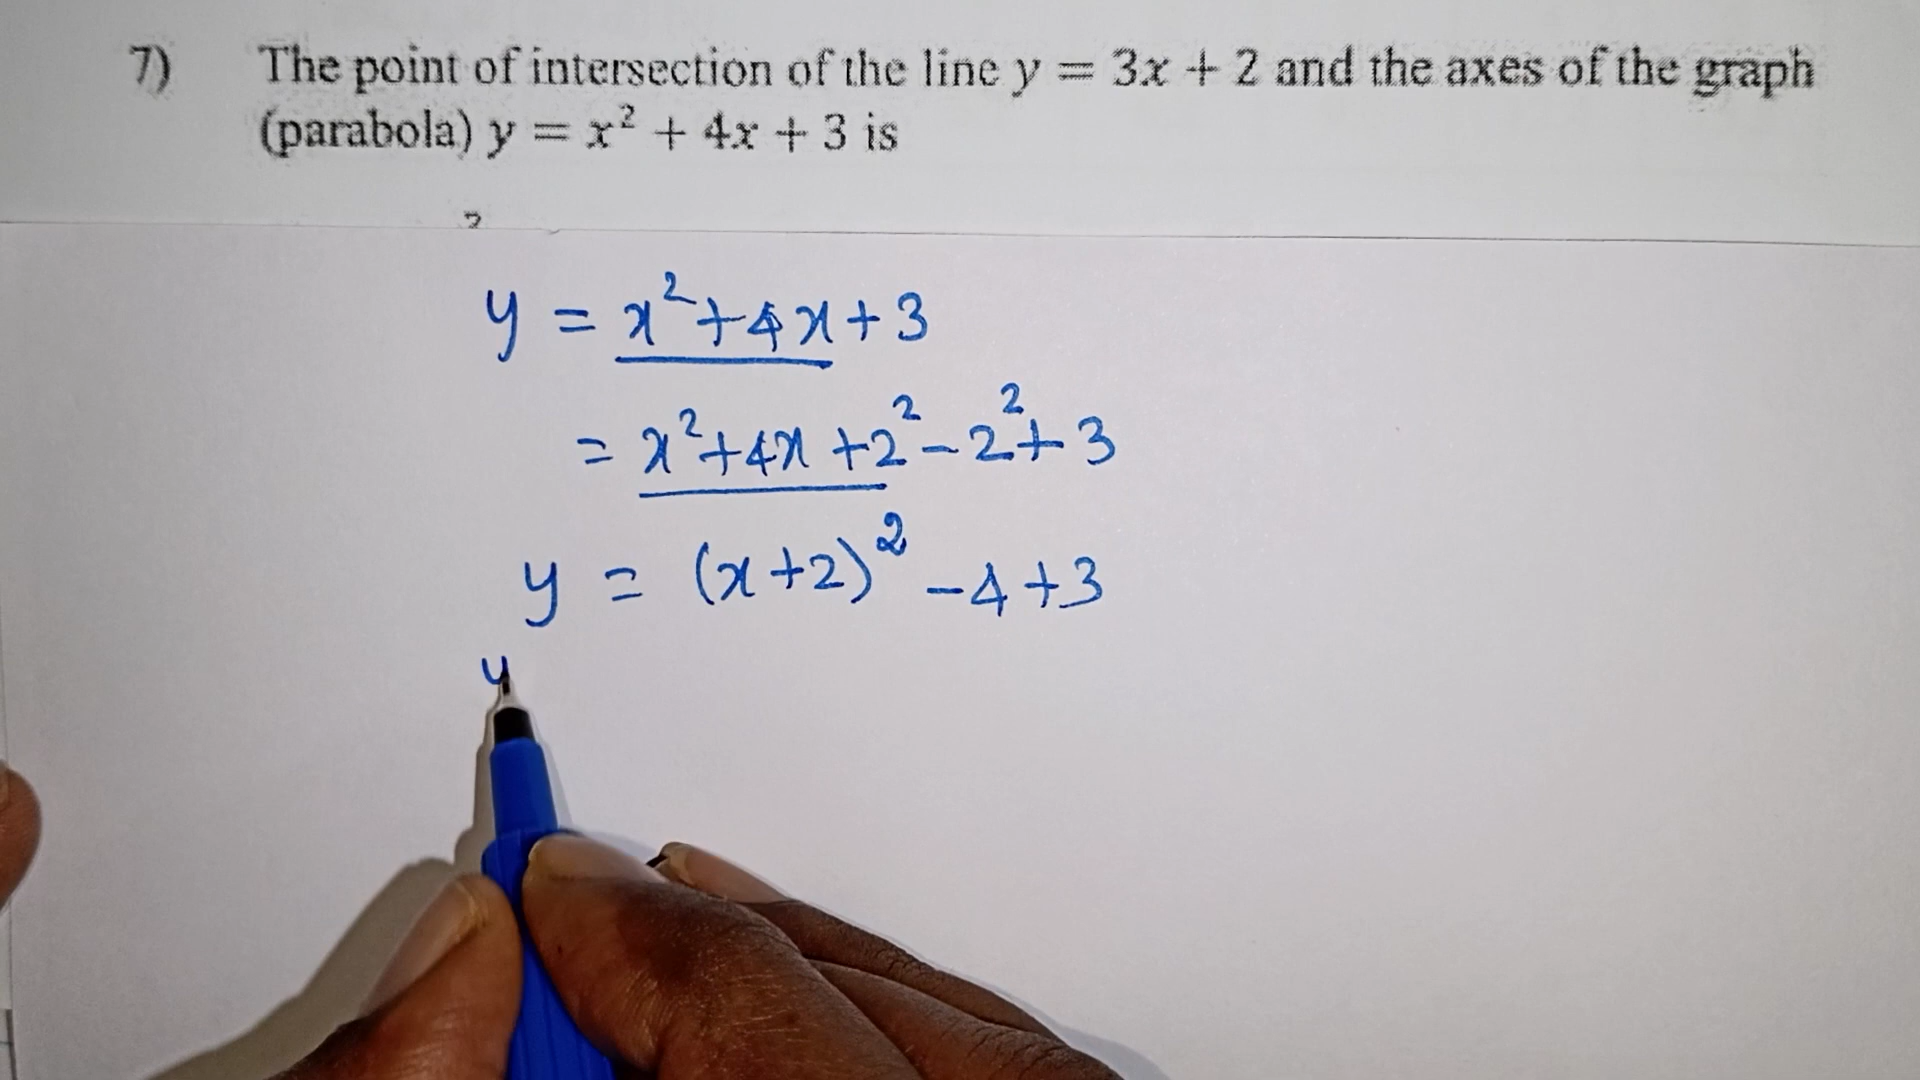 7) The point of intersection of the line y = 3x + 2 and the axes of the graph
(parabola) y = x² + 4x + 3 is
2
y = x² + 4x + 3
= x² + 4x + 2² - 2² + 3
y = (x+2)² - 4 + 3
y